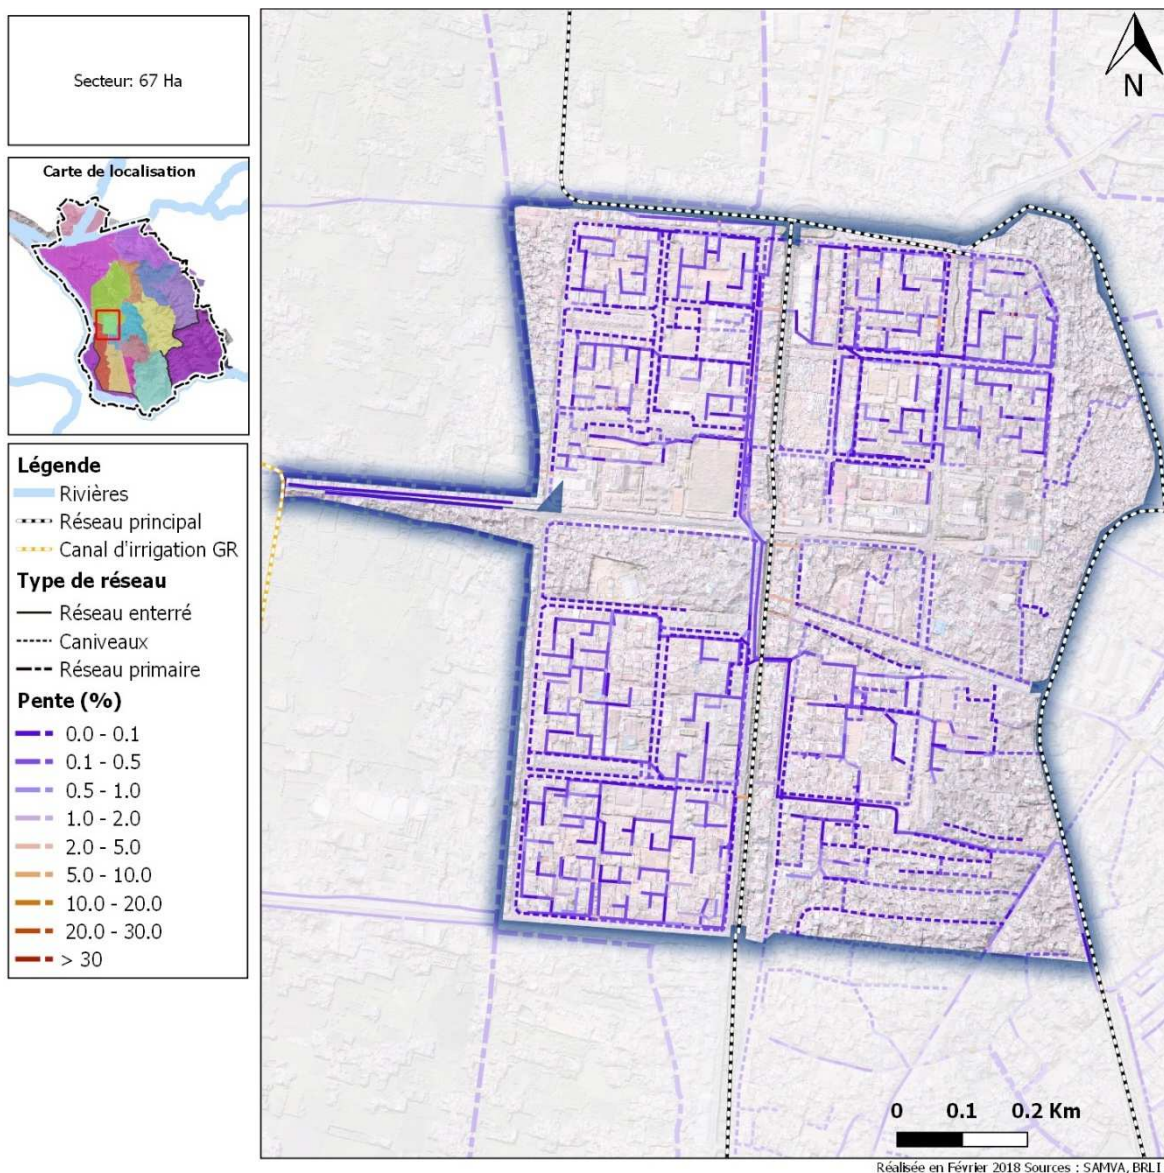 Secteur: 67 Ha
Carte de localisation
Légende
Rivières
Réseau principal
Canal d'irrigation GR
Type de réseau
Réseau enterré
Caniveaux
Réseau primaire
Pente (%)
0.0 - 0.1
0.1 - 0.5
0.5 - 1.0
1.0 - 2.0
2.0 - 5.0
5.0 - 10.0
10.0 - 20.0
20.0 - 30.0
> 30
N
0 0.1 0.2 Km
Réalisée en Février 2018 Sources : SAMVA, BRLI